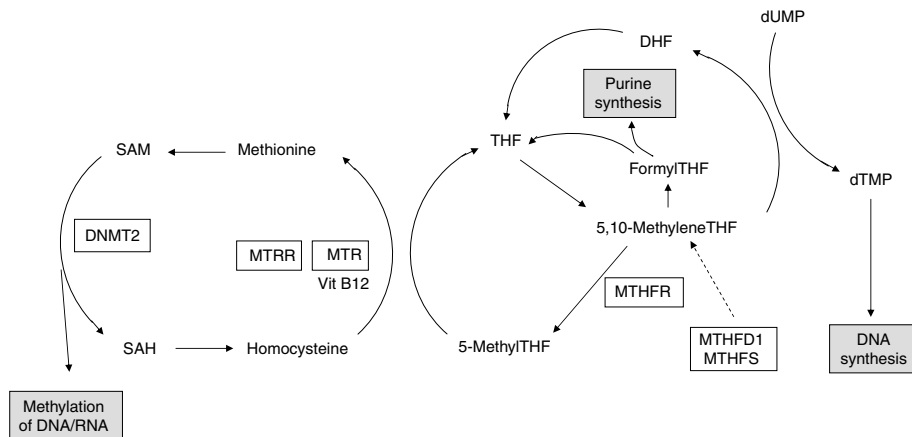 dUMP
DHF
Purine
synthesis
THF
SAM
Methionine
FormylTHF
dTMP
5,10-MethyleneTHF
DNMT2
MTRR
MTR
Vit B12
MTHFR
SAH
Homocysteine
5-MethylTHF
MTHFD1
MTHFS
DNA
synthesis
Methylation
of DNA/RNA